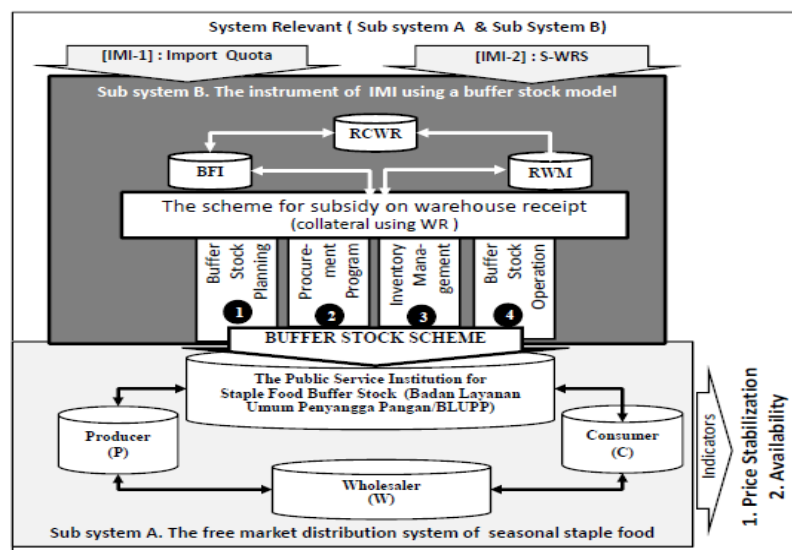 System Relevant ( Sub system A & Sub System B)
[IMI-1] : Import Quota
[IMI-2] : S-WRS
Sub system B. The instrument of IMI using a buffer stock model
RCWR
BFI
RWM
The scheme for subsidy on warehouse receipt
(collateral using WR )
Buffer
Stock
Planning
Procure-
ment
Program
Inventory
Mana-
gement
Buffer
Stock
Operation
1
2
3
4
BUFFER STOCK SCHEME
The Public Service Institution for
Staple Food Buffer Stock (Badan Layanan
Umum Penyangga Pangan/BLUPP)
Producer
(P)
Consumer
(C)
Wholesaler
(W)
Indicators
1. Price Stabilization
2. Availability
Sub system A. The free market distribution system of seasonal staple food